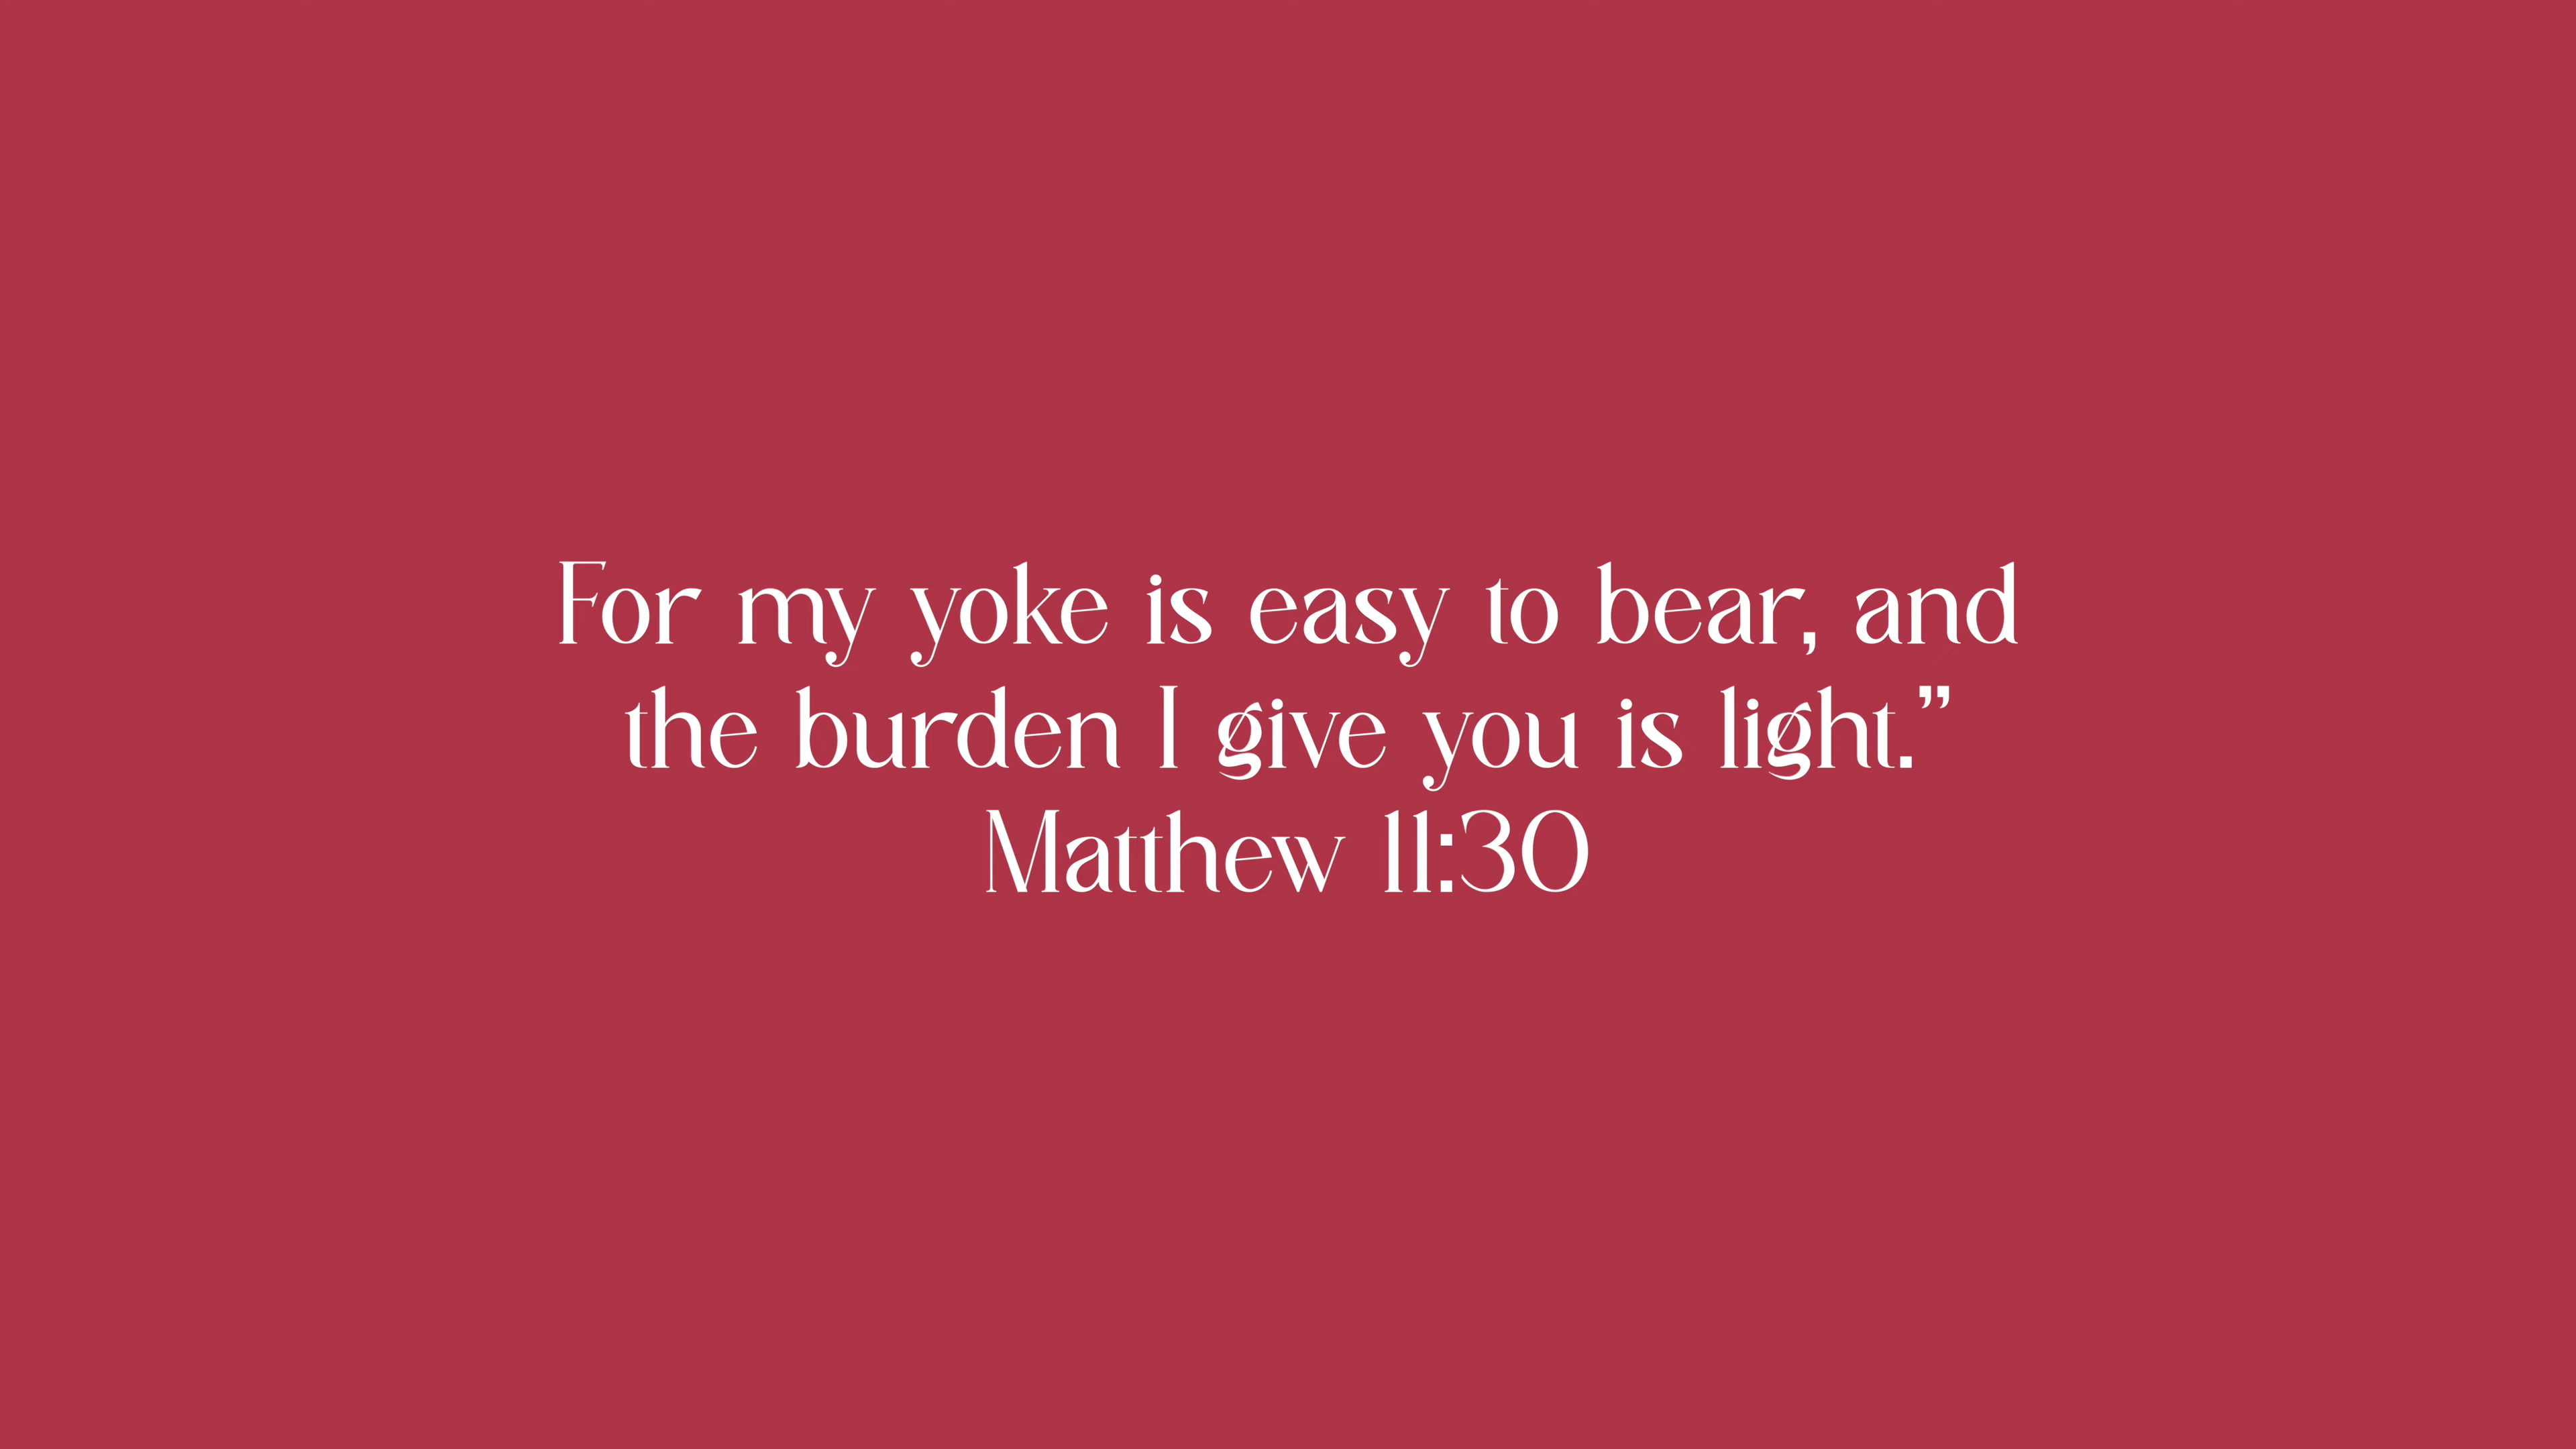 For my yoke is easy to bear, and
the burden I give you is light.”
Matthew 11:30